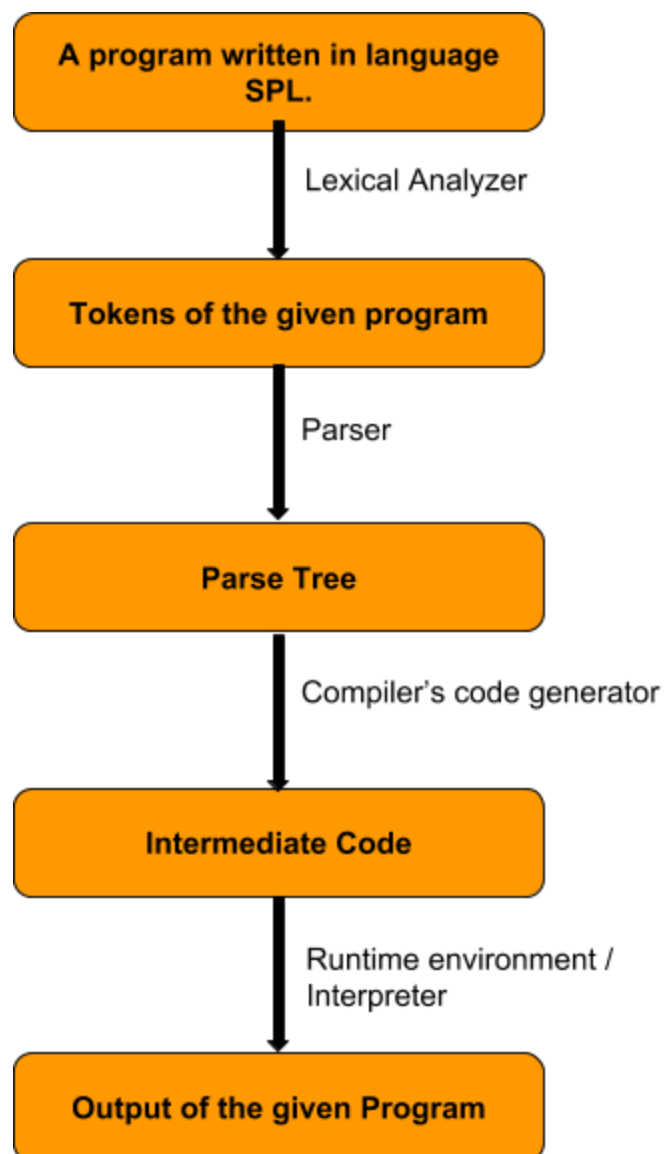 A program written in language
SPL.
Lexical Analyzer
Tokens of the given program
Parser
Parse Tree
Compiler’s code generator
Intermediate Code
Runtime environment /
Interpreter
Output of the given Program